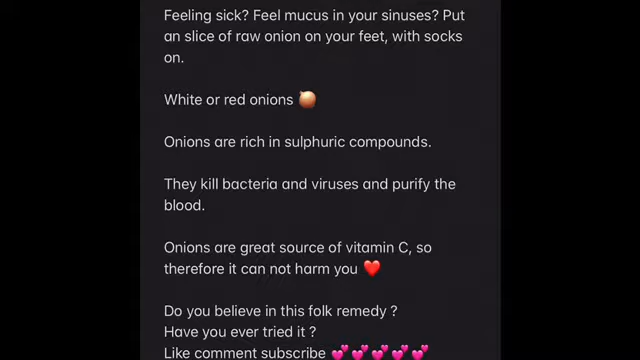 Feeling sick? Feel mucus in your sinuses? Put
an slice of raw onion on your feet, with socks
on.
White or red onions 🧅
Onions are rich in sulphuric compounds.
They kill bacteria and viruses and purify the
blood.
Onions are great source of vitamin C, so
therefore it can not harm you ❤️
Do you believe in this folk remedy ?
Have you ever tried it ?
Like comment subscribe 💕💕💕💕💕